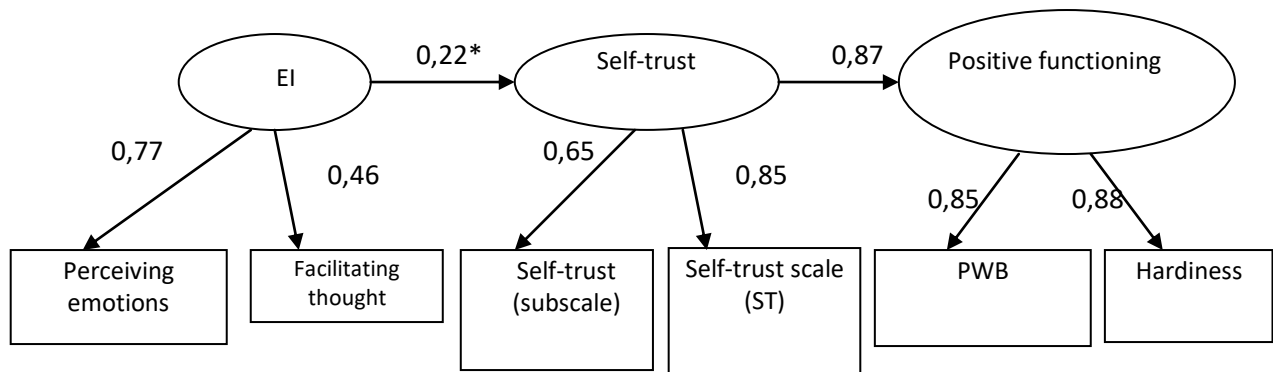 EI
0,22*
Self-trust
0,87
Positive functioning
0,77
0,46
0,65
0,85
0,85
0,88
Perceiving
emotions
Facilitating
thought
Self-trust
(subscale)
Self-trust scale
(ST)
PWB
Hardiness